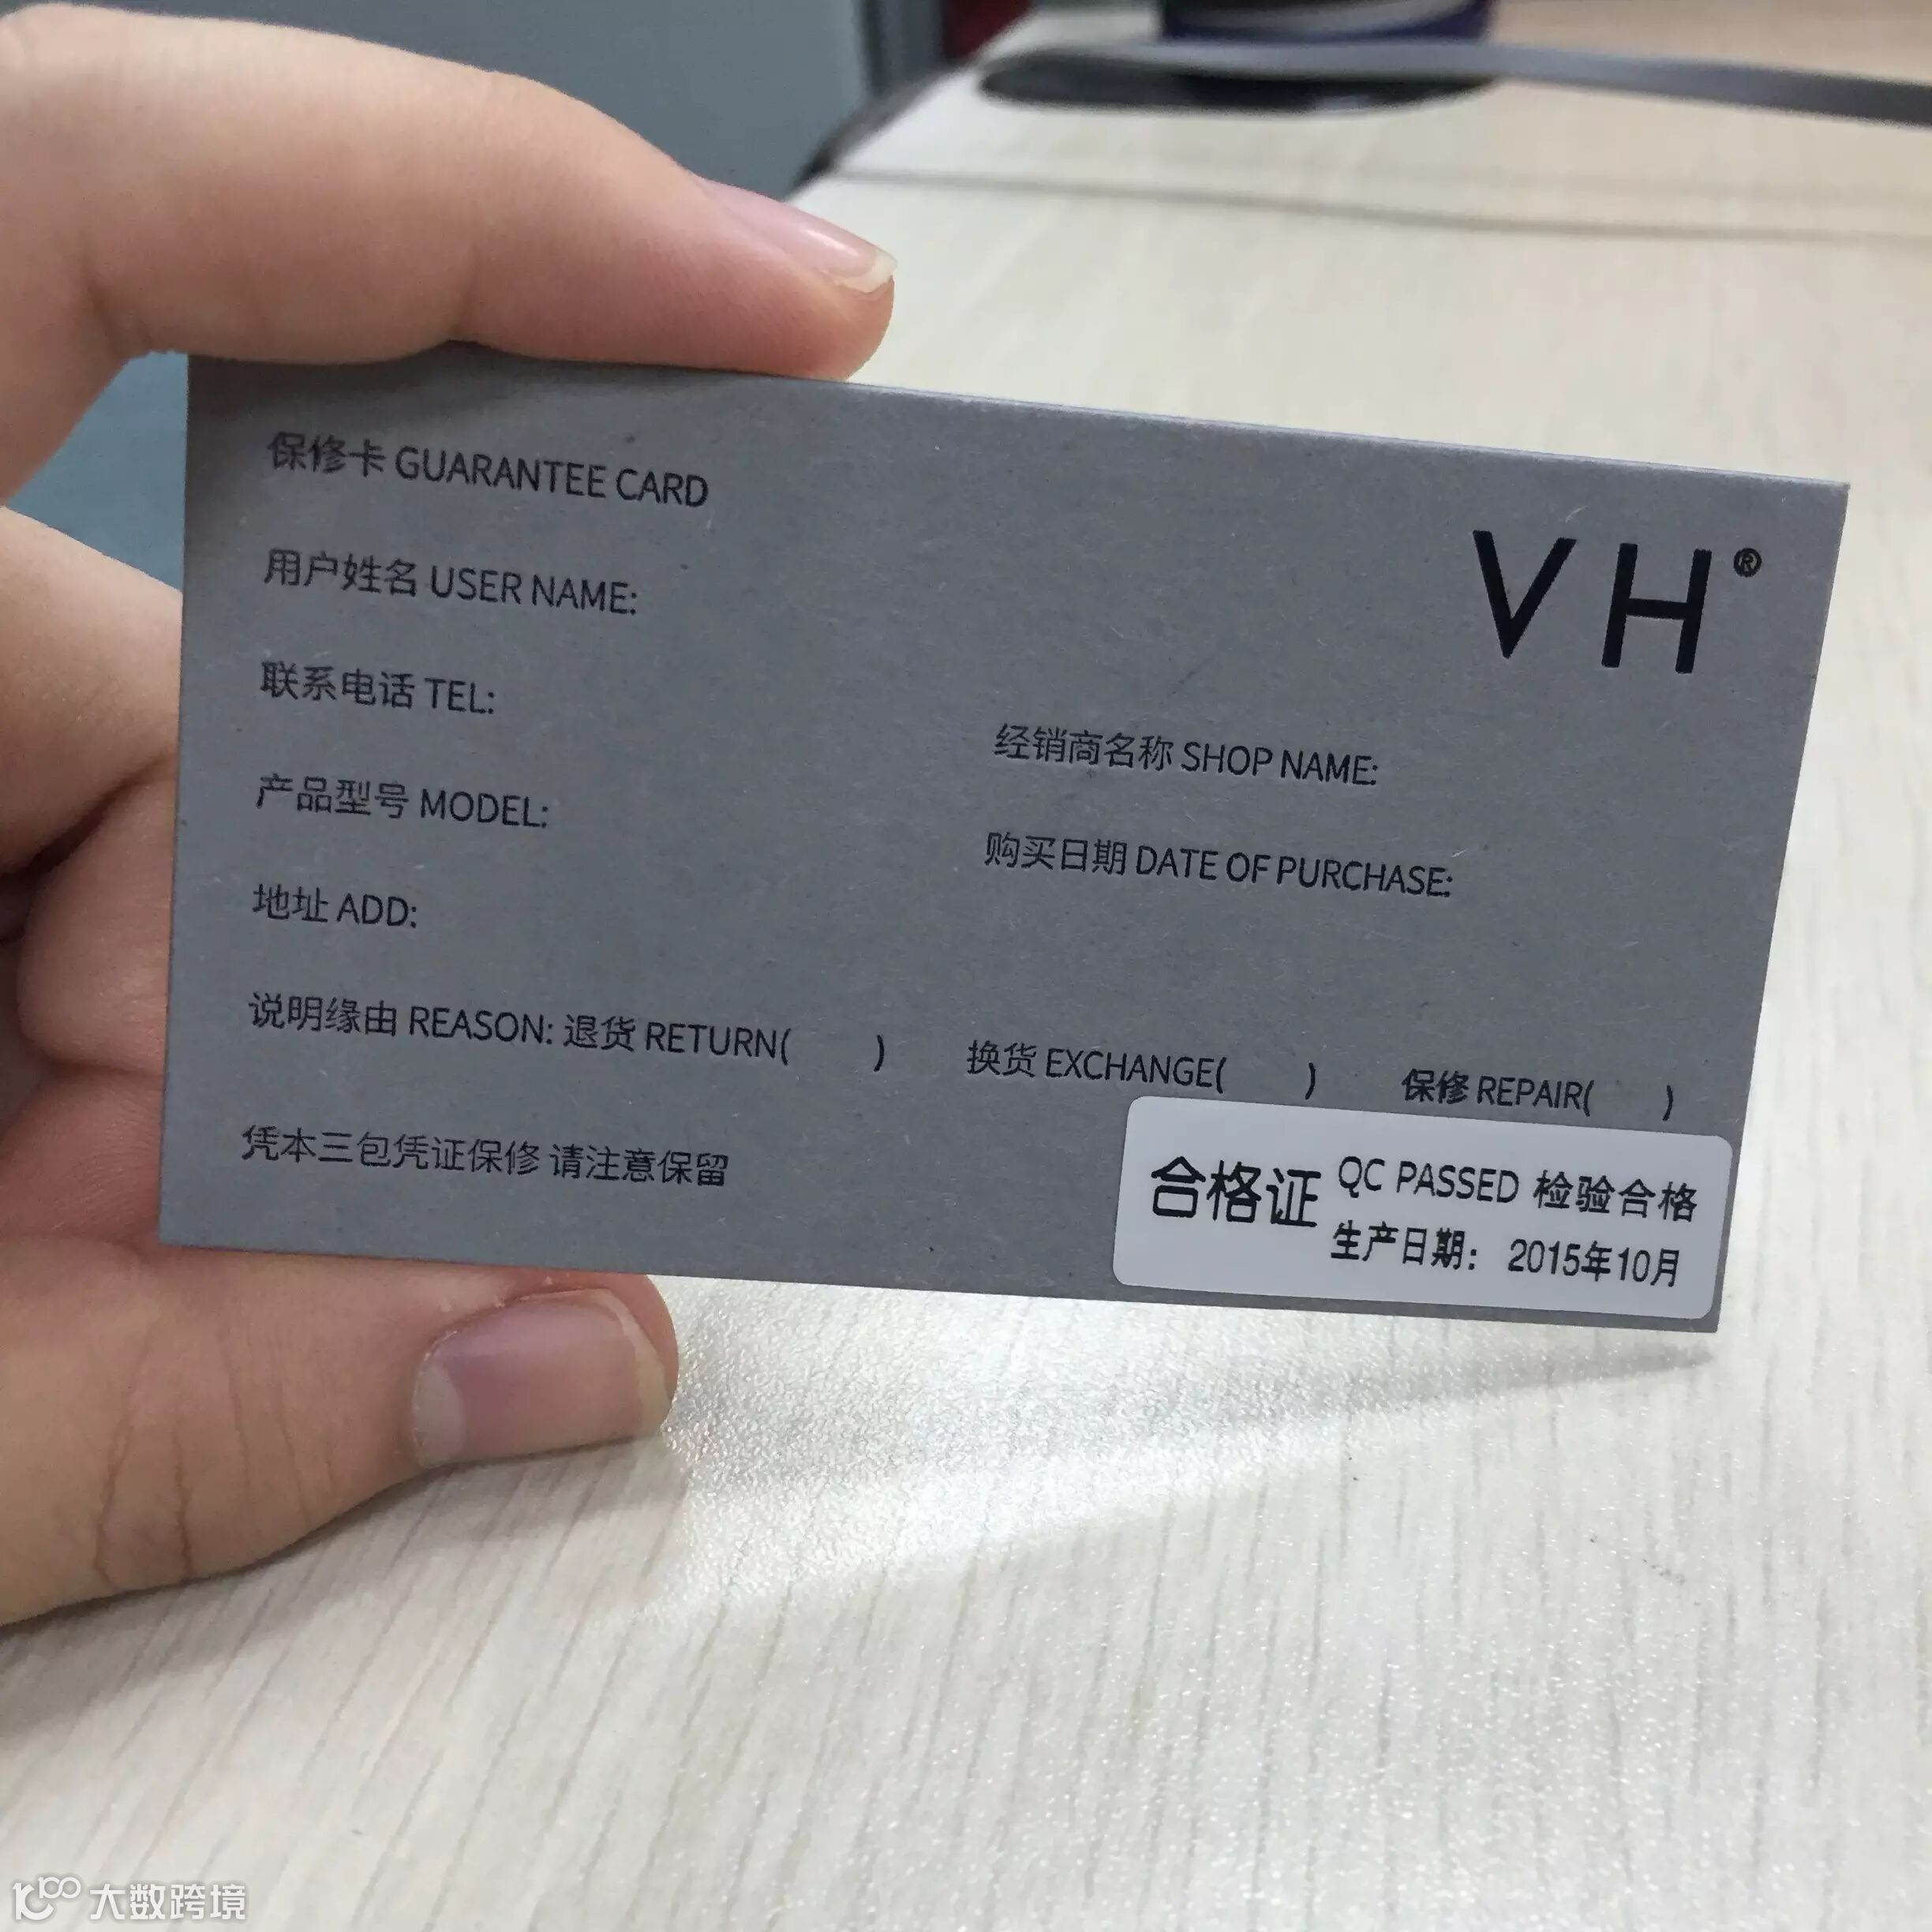 保修卡 GUARANTEE CARD
VH®
用户姓名 USER NAME:
联系电话 TEL:
经销商名称 SHOP NAME:
产品型号 MODEL:
购买日期 DATE OF PURCHASE:
地址 ADD:
说明缘由 REASON: 退货 RETURN( ) 换货 EXCHANGE( ) 保修 REPAIR( )
凭本三包凭证保修 请注意保留
合格证 QC PASSED 检验合格
生产日期: 2015年10月
大数跨境